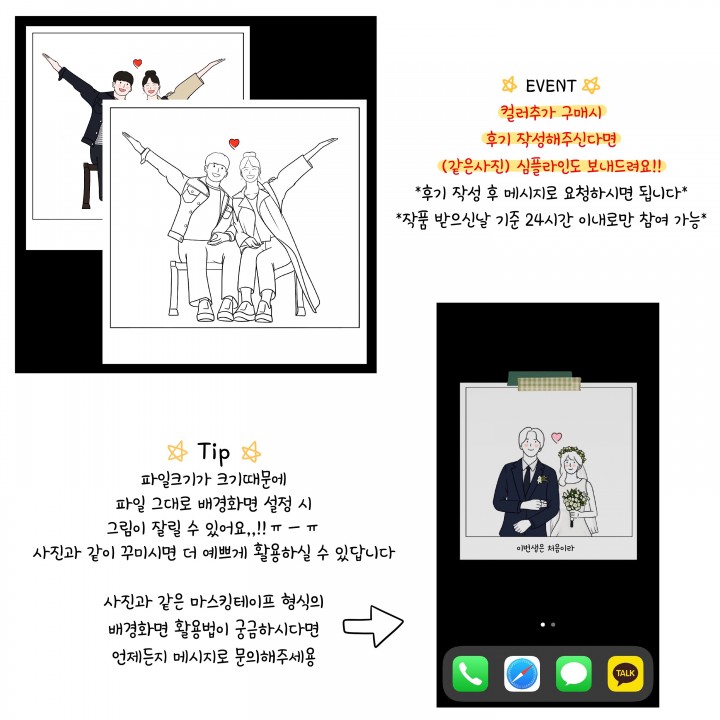 EVENT
컬러추가 구매시
후기 작성해주신다면
(같은사진) 심플라인도 보내드려요!!
*후기 작성 후 메시지로 요청하시면 됩니다*
*작품 받으신날 기준 24시간 이내로만 참여 가능*
Tip
파일크기가 크기때문에
파일 그대로 배경화면 설정 시
그림이 잘릴 수 있어요,,!! ㅠ ㅡ ㅠ
사진과 같이 꾸미시면 더 예쁘게 활용하실 수 있답니다
사진과 같은 마스킹테이프 형식의
배경화면 활용법이 궁금하시다면
언제든지 메시지로 문의해주세용
이번생은 처음이라
TALK